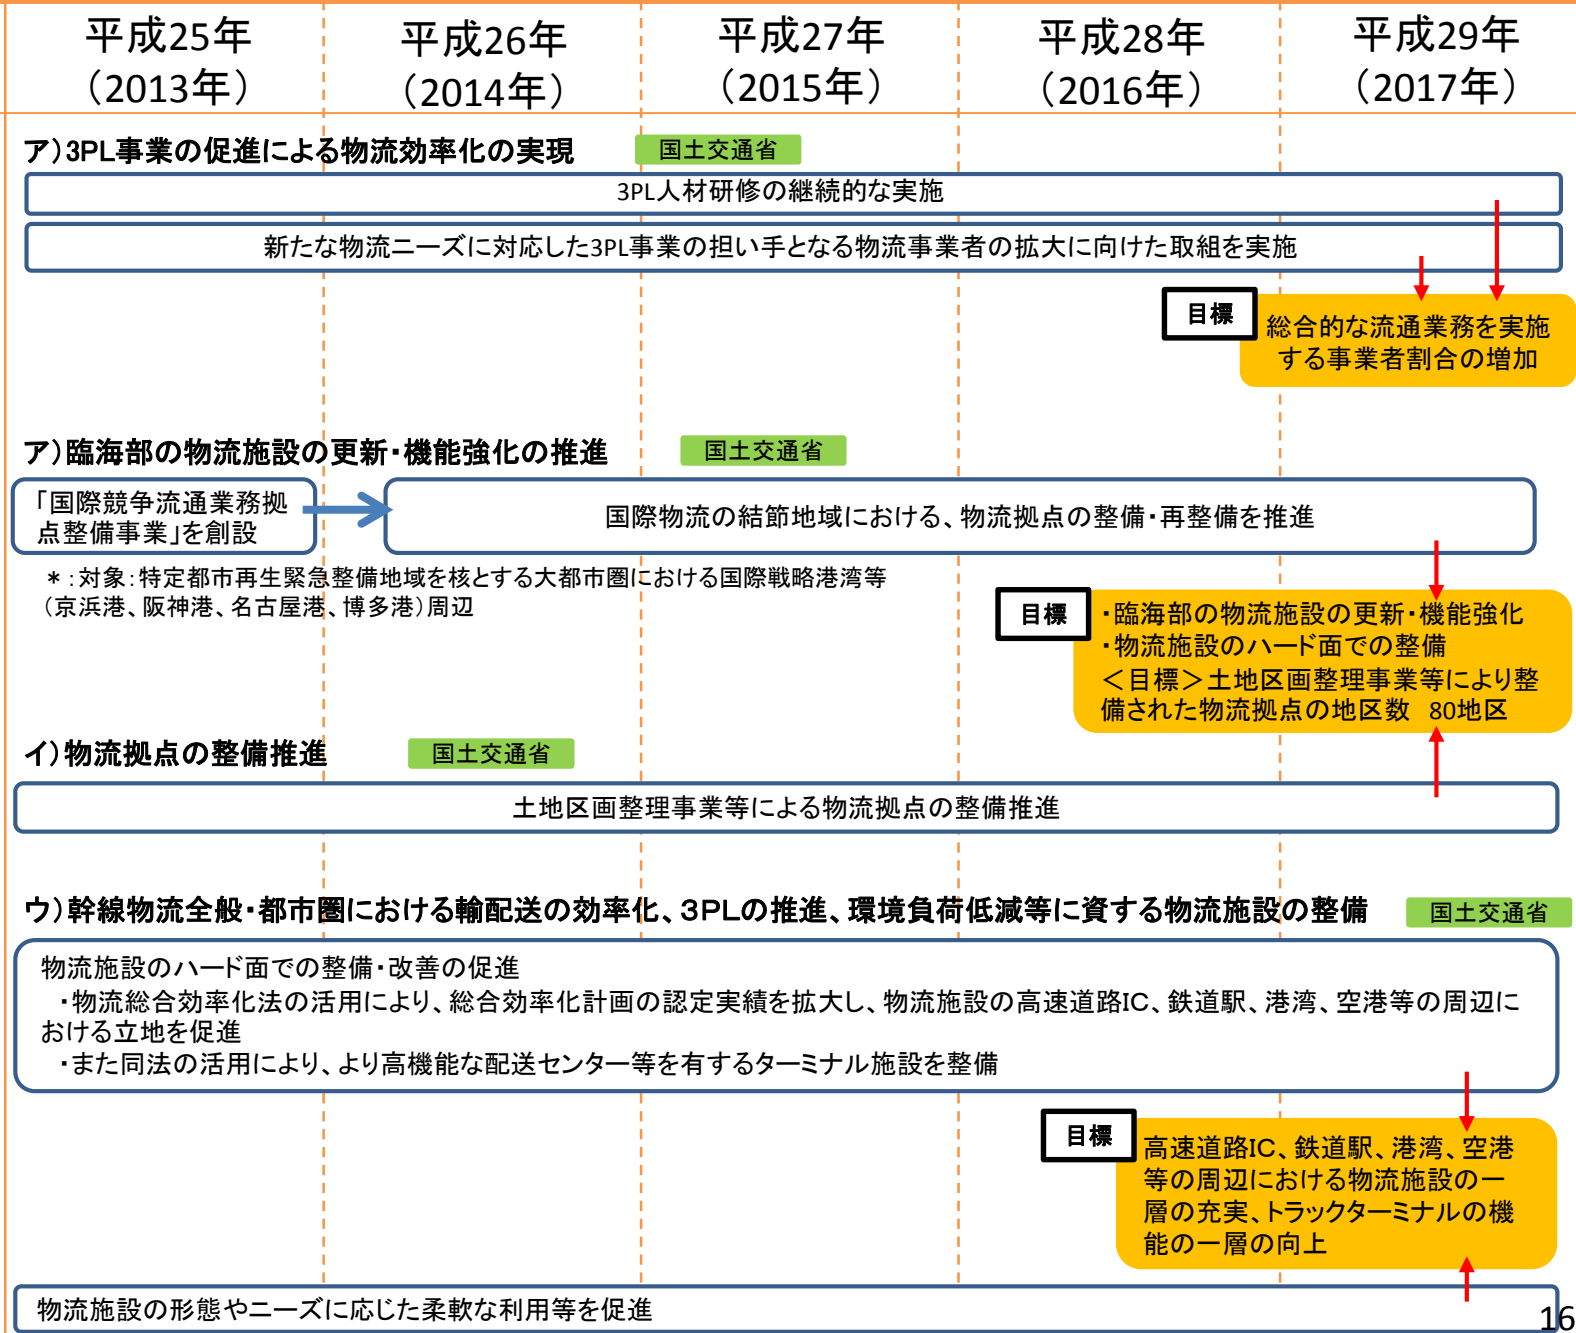 平成25年
（2013年）
平成26年
（2014年）
平成27年
（2015年）
平成28年
（2016年）
平成29年
（2017年）
ア）3PL事業の促進による物流効率化の実現
国土交通省
3PL人材研修の継続的な実施
新たな物流ニーズに対応した3PL事業の担い手となる物流事業者の拡大に向けた取組を実施
目標
総合的な流通業務を実施
する事業者割合の増加
ア）臨海部の物流施設の更新・機能強化の推進
国土交通省
「国際競争流通業務拠
点整備事業」を創設
国際物流の結節地域における、物流拠点の整備・再整備を推進
＊：対象：特定都市再生緊急整備地域を核とする大都市圏における国際戦略港湾等
（京浜港、阪神港、名古屋港、博多港）周辺
目標
・臨海部の物流施設の更新・機能強化
・物流施設のハード面での整備
＜目標＞土地区画整理事業等により整
備された物流拠点の地区数　80地区
イ）物流拠点の整備推進
国土交通省
土地区画整理事業等による物流拠点の整備推進
ウ）幹線物流全般・都市圏における輸配送の効率化、３PLの推進、環境負荷低減等に資する物流施設の整備
国土交通省
物流施設のハード面での整備・改善の促進
・物流総合効率化法の活用により、総合効率化計画の認定実績を拡大し、物流施設の高速道路IC、鉄道駅、港湾、空港等の周辺に
おける立地を促進
・また同法の活用により、より高機能な配送センター等を有するターミナル施設を整備
目標
高速道路IC、鉄道駅、港湾、空港
等の周辺における物流施設の一
層の充実、トラックターミナルの機
能の一層の向上
物流施設の形態やニーズに応じた柔軟な利用等を促進
16